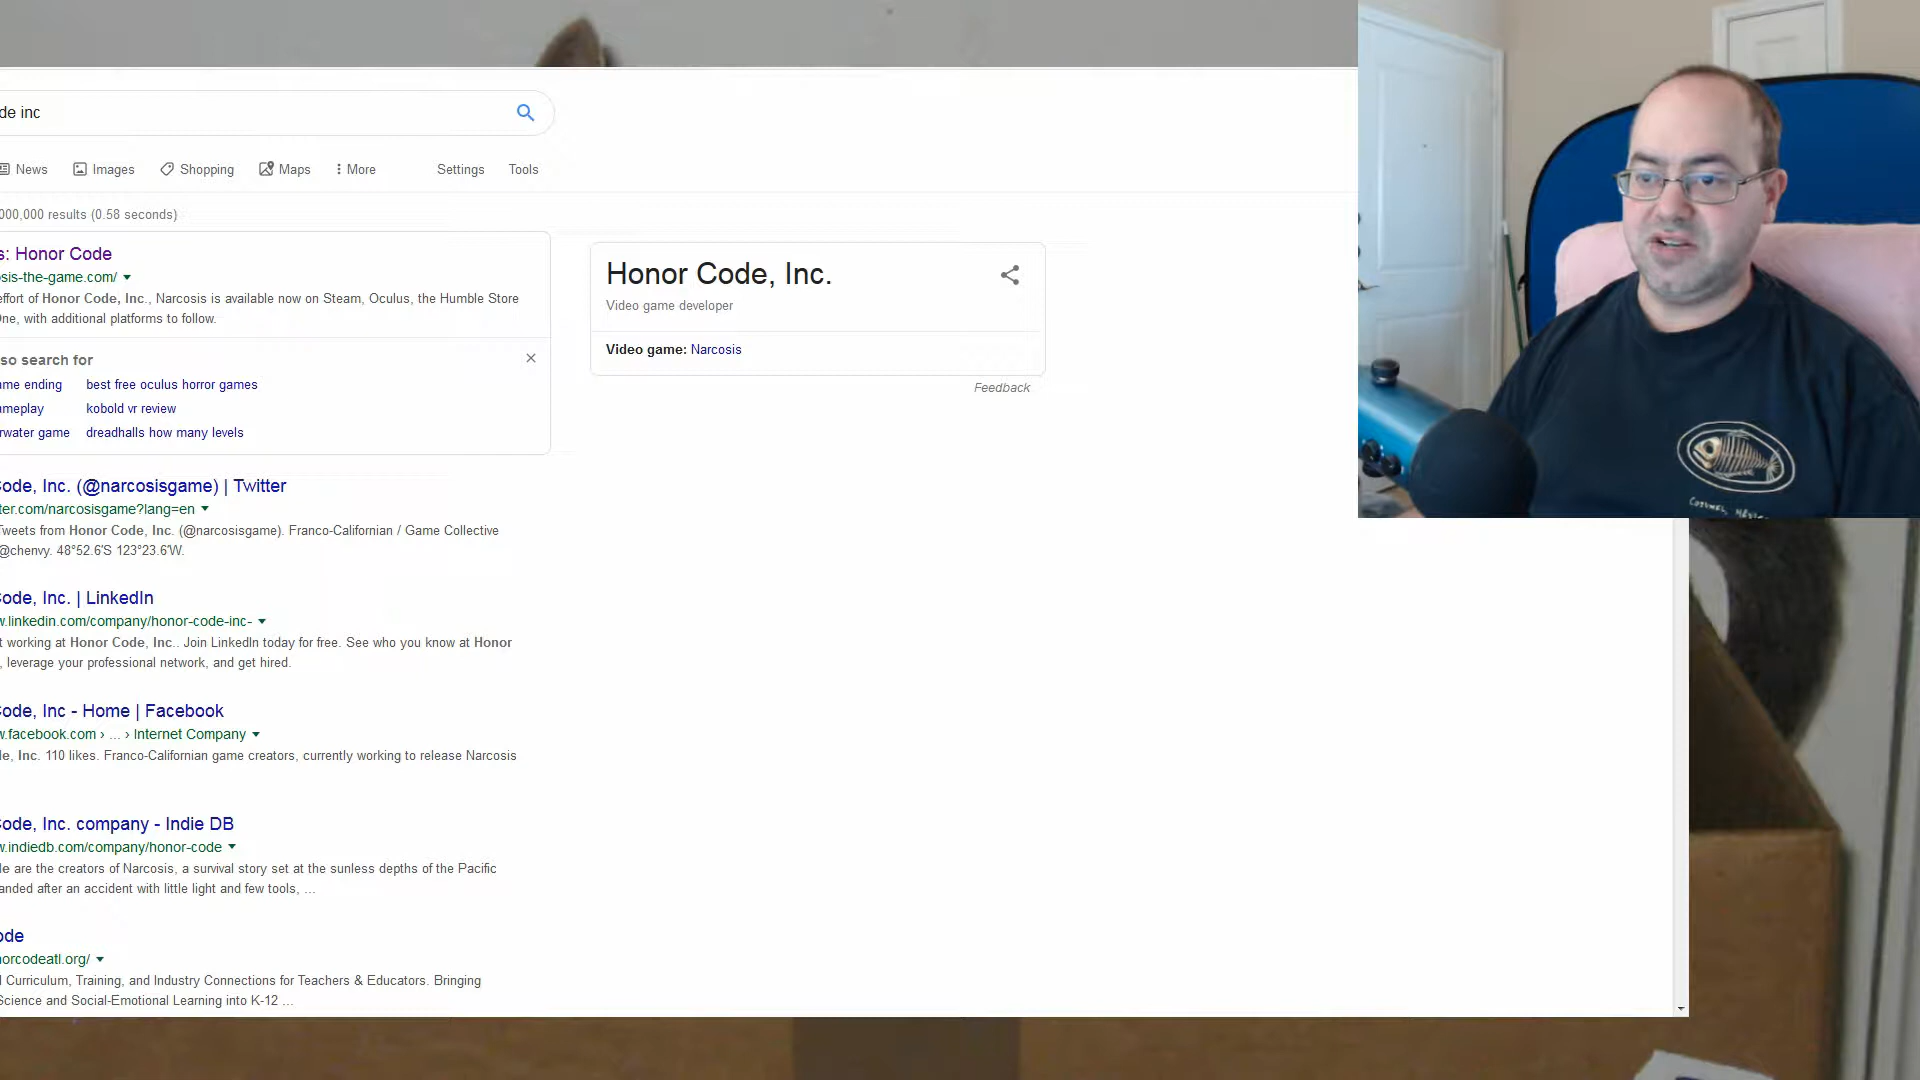 de inc
News Images Shopping Maps More Settings Tools
000,000 results (0.58 seconds)
s: Honor Code
sis-the-game.com/
effort of Honor Code, Inc., Narcosis is available now on Steam, Oculus, the Humble Store
One, with additional platforms to follow.
so search for
me ending best free oculus horror games
meplay kobold vr review
rwater game dreadhalls how many levels
Code, Inc. (@narcosisgame) | Twitter
ter.com/narcosisgame?lang=en
Tweets from Honor Code, Inc. (@narcosisgame). Franco-Californian / Game Collective
@chenvy. 48°52.6'S 123°23.6'W.
Code, Inc. | LinkedIn
w.linkedin.com/company/honor-code-inc-
t working at Honor Code, Inc.. Join LinkedIn today for free. See who you know at Honor
, leverage your professional network, and get hired.
Code, Inc - Home | Facebook
w.facebook.com › ... › Internet Company
de, Inc. 110 likes. Franco-Californian game creators, currently working to release Narcosis
Code, Inc. company - Indie DB
w.indiedb.com/company/honor-code
de are the creators of Narcosis, a survival story set at the sunless depths of the Pacific
anded after an accident with little light and few tools, ...
ode
norcodeatl.org/
l Curriculum, Training, and Industry Connections for Teachers & Educators. Bringing
Science and Social-Emotional Learning into K-12 ...
Honor Code, Inc.
Video game developer
Video game: Narcosis
Feedback